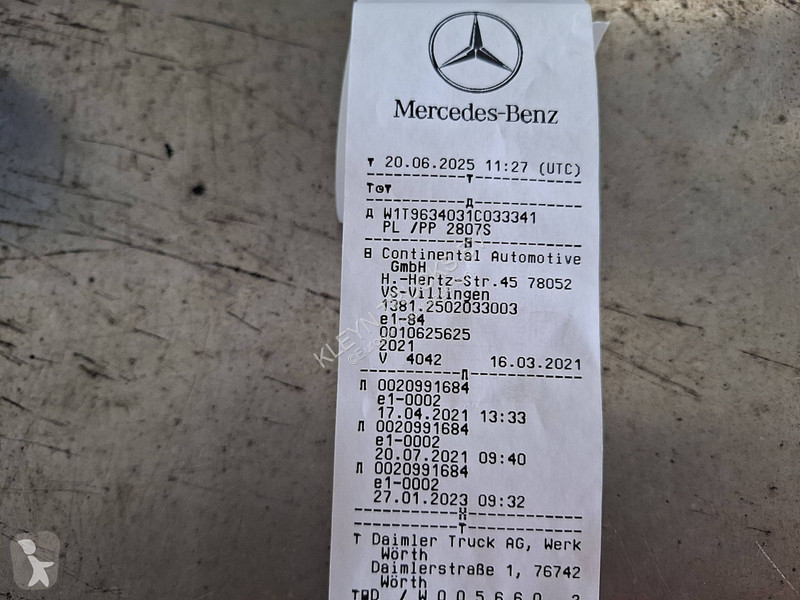 Mercedes-Benz
▼ 20.06.2025 11:27 (UTC)
----------T----------
T⊙▼
----------Д----------
Д W1T9634031C033341
PL /PP 2807S
----------8----------
8 Continental Automotive
GmbH
H.-Hertz-Str.45 78052
VS-Villingen
1381.2502033003
e1-84
0010625625
2021
V 4042 16.03.2021
----------Л----------
Л 0020991684
e1-0002
17.04.2021 13:33
Л 0020991684
e1-0002
20.07.2021 09:40
Л 0020991684
e1-0002
27.01.2023 09:32
----------X----------
----------T----------
T Daimler Truck AG, Werk
Wörth
Daimlerstraße 1, 76742
Wörth